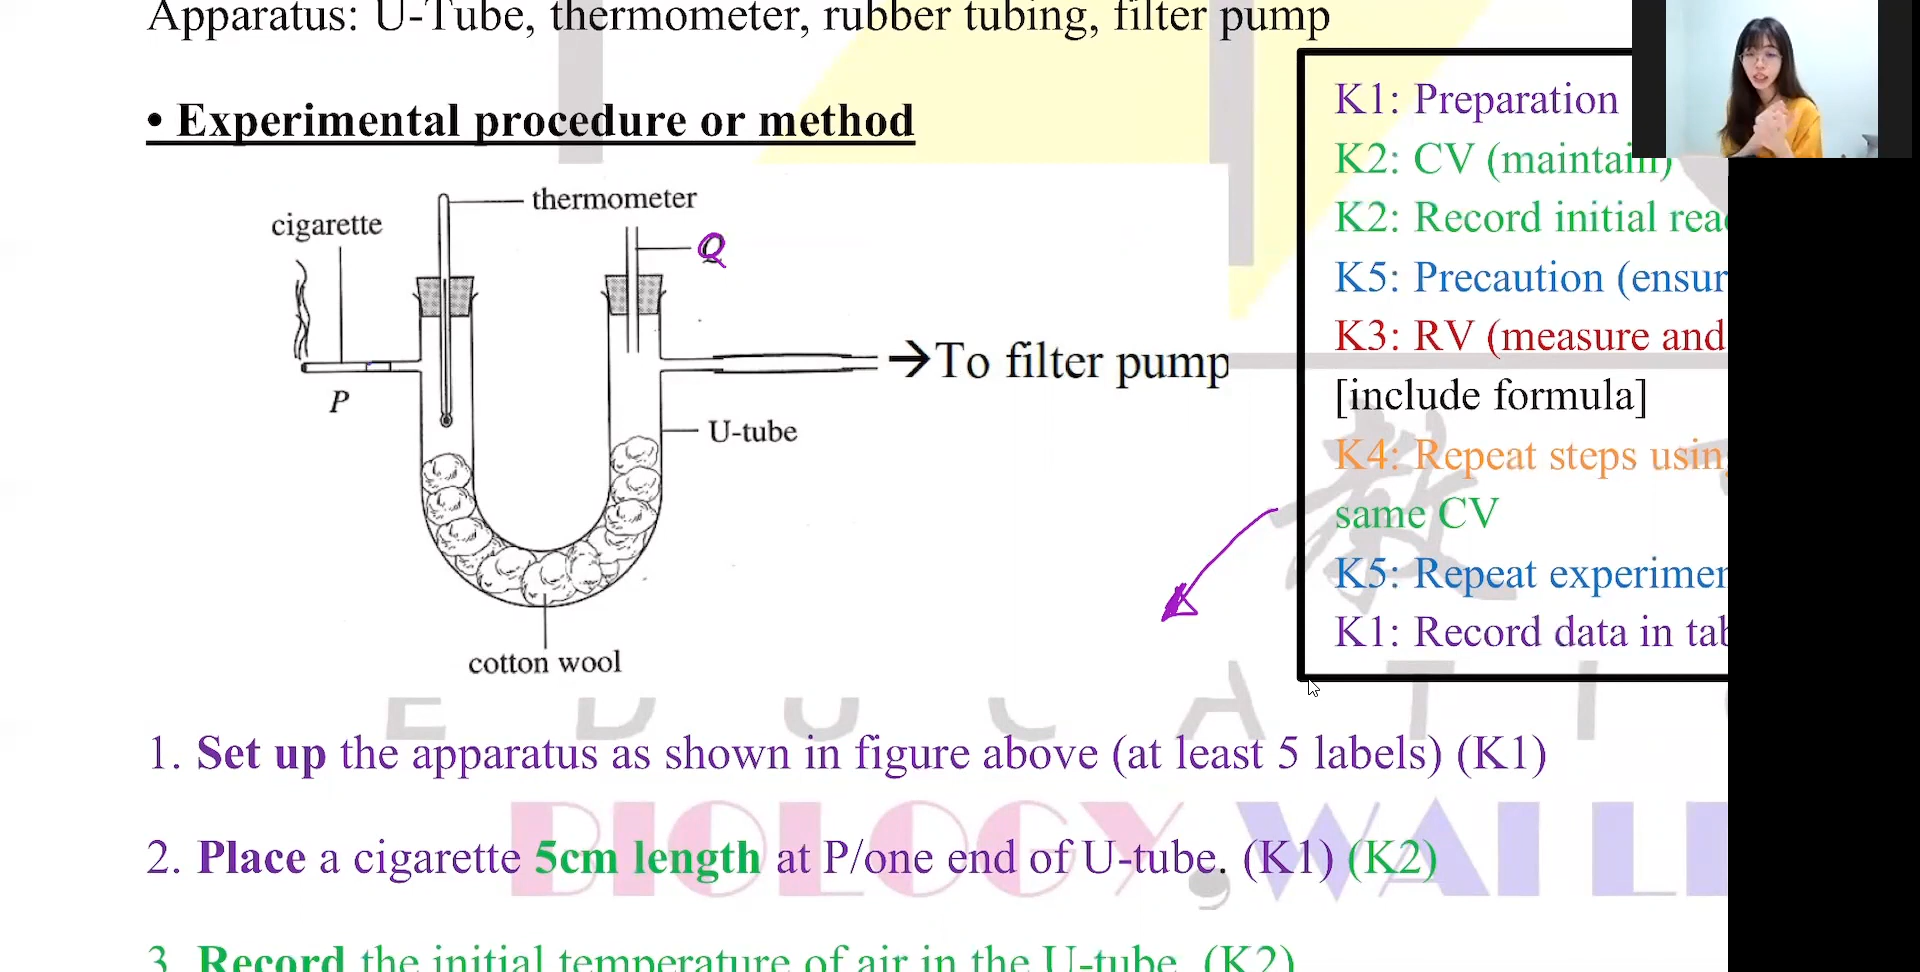 Apparatus: U-Tube, thermometer, rubber tubing, filter pump
• Experimental procedure or method
thermometer
cigarette
Q
P
→To filter pump
U-tube
cotton wool
K1: Preparation
K2: CV (maintain)
K2: Record initial rea
K5: Precaution (ensur
K3: RV (measure and
[include formula]
K4: Repeat steps usin
same CV
K5: Repeat experimen
K1: Record data in tab
教
E D U C A T I
1. Set up the apparatus as shown in figure above (at least 5 labels) (K1)
BIOLOGY, WAI LI
2. Place a cigarette 5cm length at P/one end of U-tube. (K1) (K2)
3. Record the initial temperature of air in the U-tube. (K2)